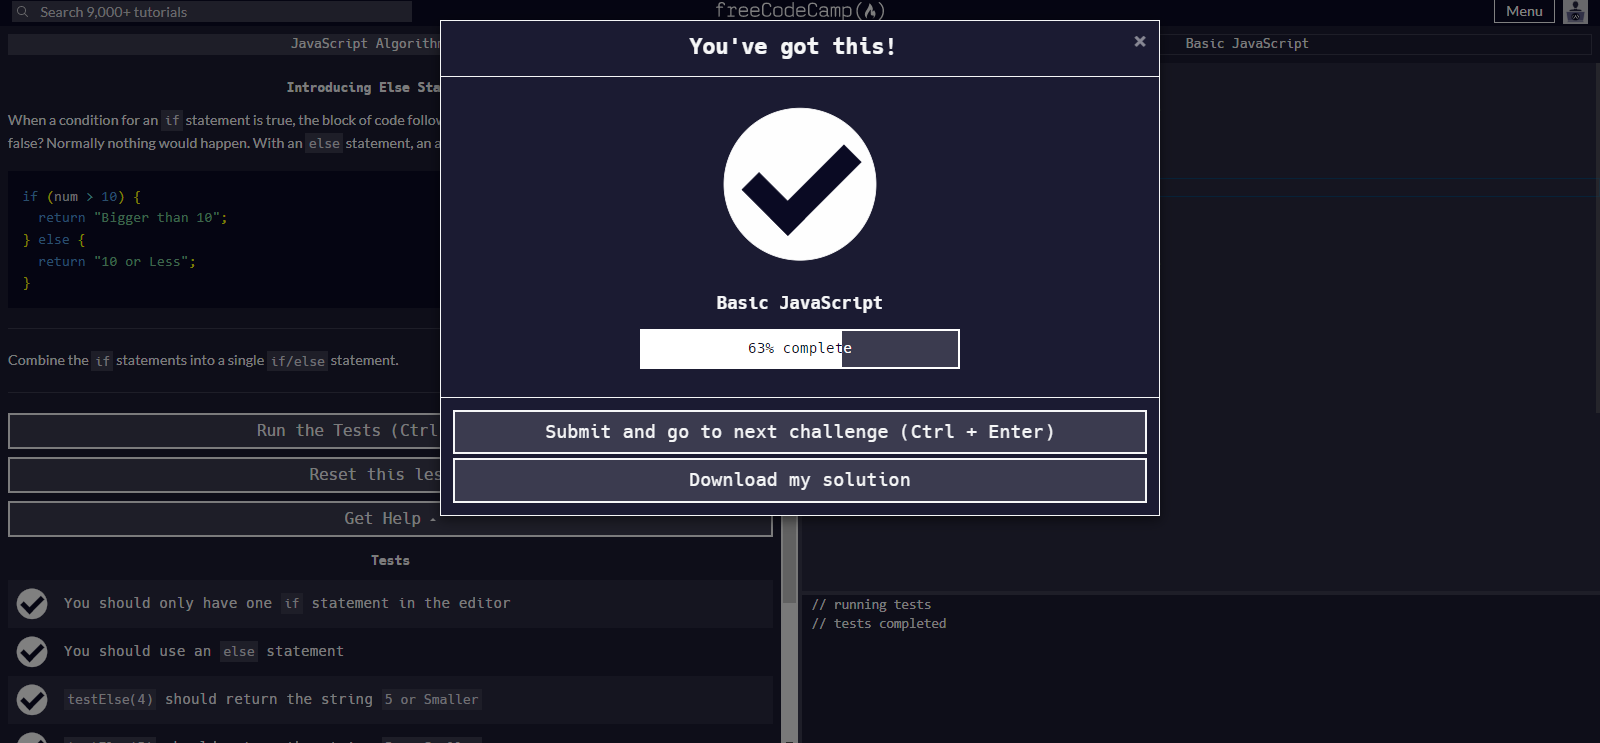 Search 9,000+ tutorials
freeCodeCamp
Menu
JavaScript Algorith
Basic JavaScript
You've got this!
×
Introducing Else Sta
When a condition for an if statement is true, the block of code follow
false? Normally nothing would happen. With an else statement, an a
if (num > 10) {
return "Bigger than 10";
} else {
return "10 or Less";
}
Basic JavaScript
63% complete
Combine the if statements into a single if/else statement.
Run the Tests (Ctrl
Reset this les
Get Help
Submit and go to next challenge (Ctrl + Enter)
Download my solution
Tests
You should only have one if statement in the editor
You should use an else statement
testElse(4) should return the string 5 or Smaller
// running tests
// tests completed